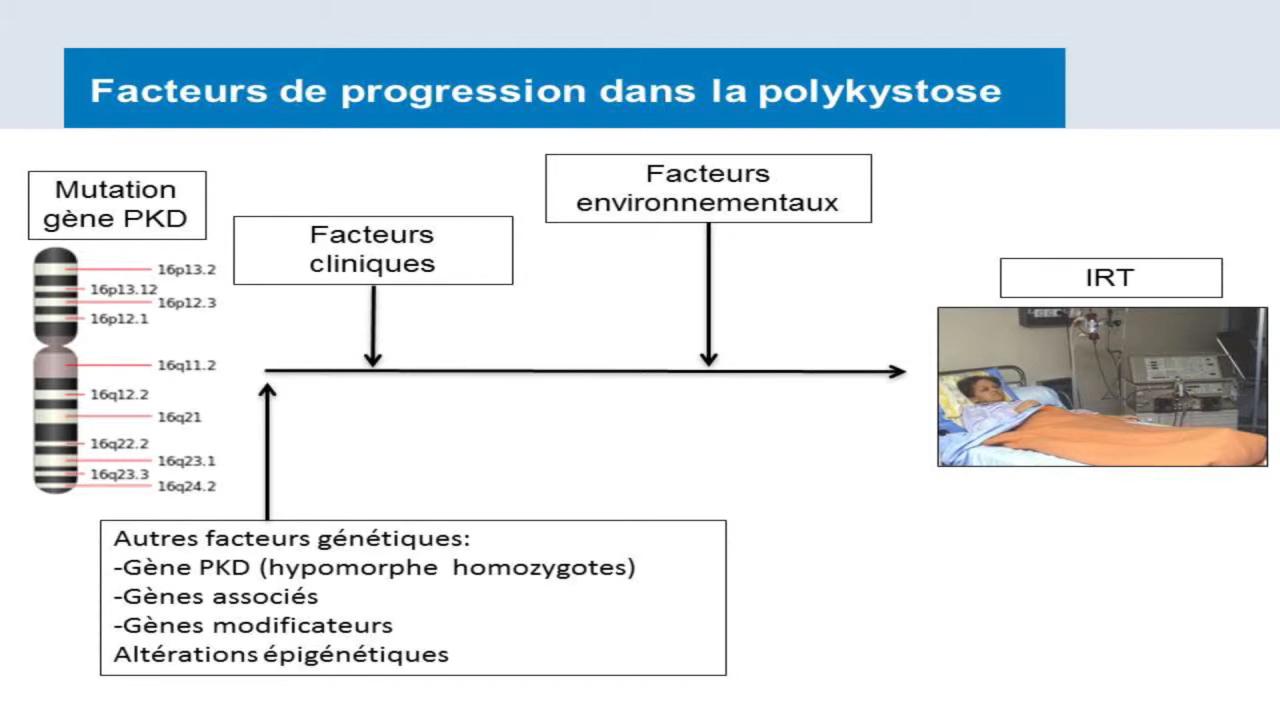 Facteurs de progression dans la polykystose
Mutation
gène PKD
Facteurs
cliniques
Facteurs
environnementaux
IRT
16p13.2
16p13.12
16p12.3
16p12.1
16q11.2
16q12.2
16q21
16q22.2
16q23.1
16q23.3
16q24.2
Autres facteurs génétiques:
-Gène PKD (hypomorphe homozygotes)
-Gènes associés
-Gènes modificateurs
Altérations épigénétiques